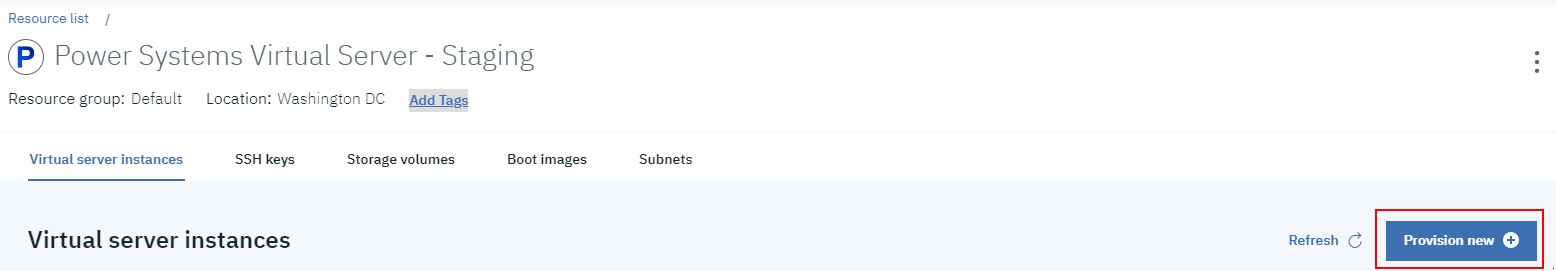 Resource list /
P Power Systems Virtual Server - Staging
Resource group: Default Location: Washington DC Add Tags
Virtual server instances SSH keys Storage volumes Boot images Subnets
Virtual server instances Refresh Provision new